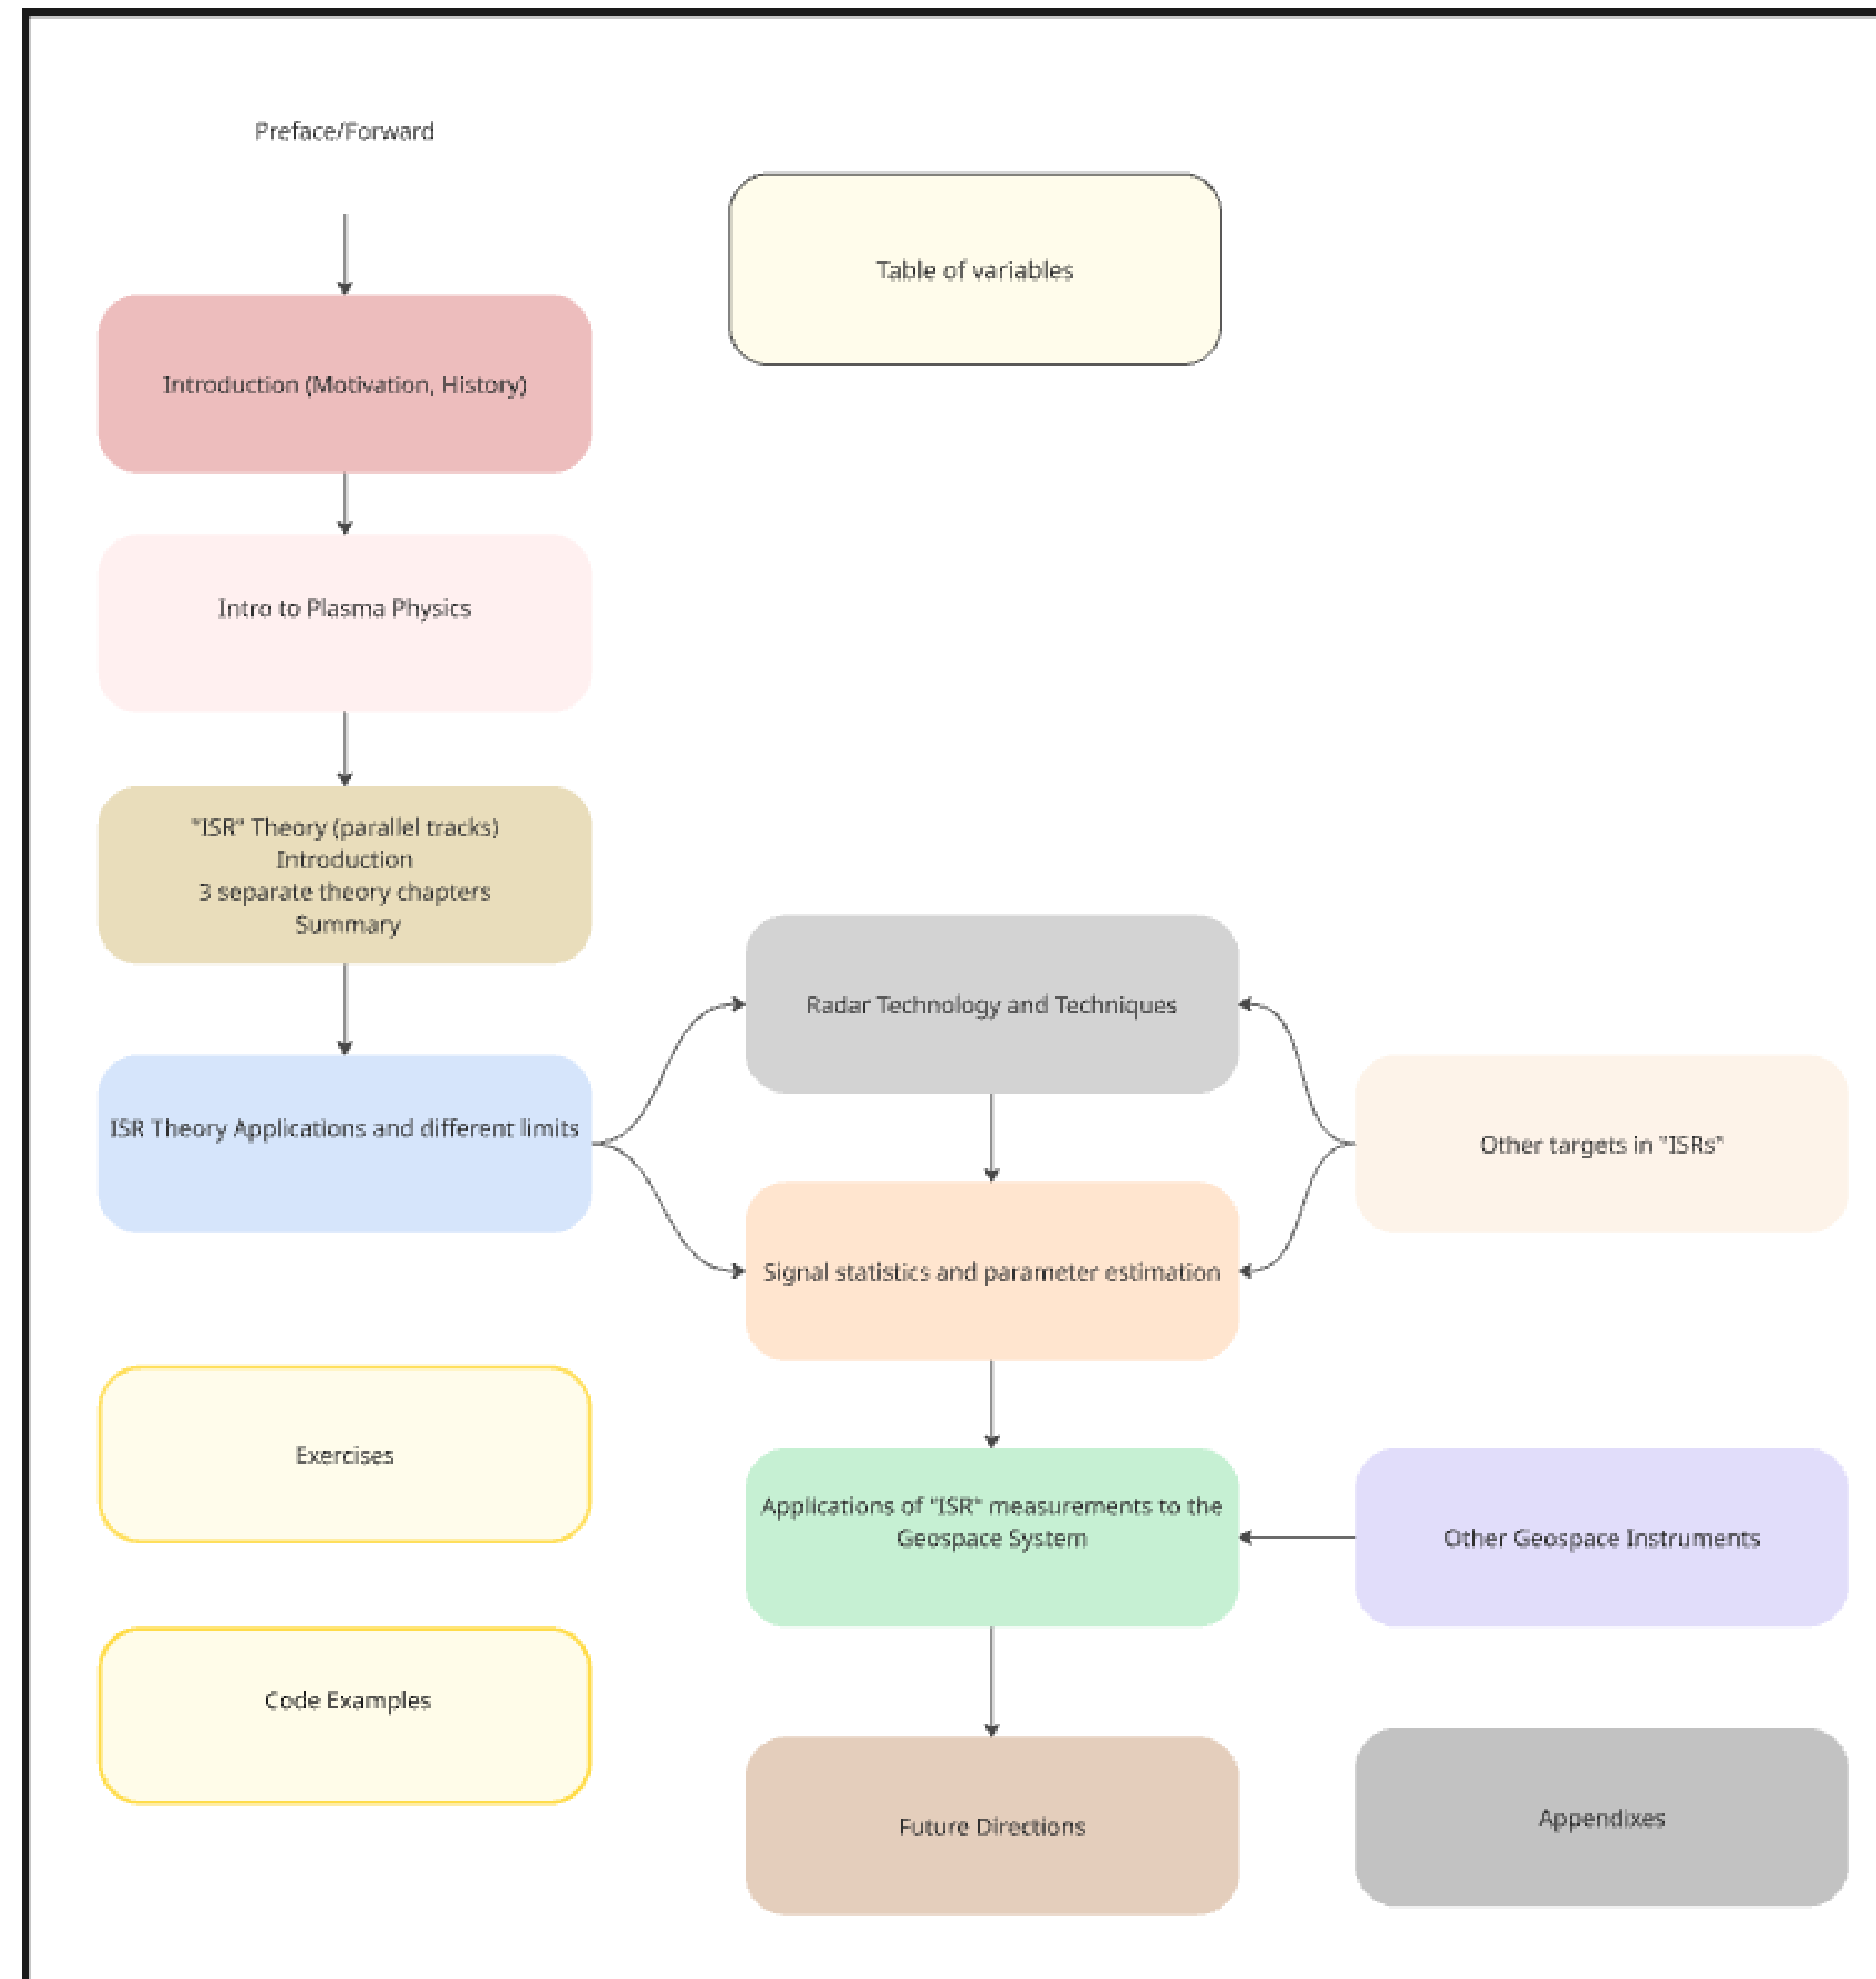 Preface/Forward
Table of variables
Introduction (Motivation, History)
Intro to Plasma Physics
"ISR" Theory (parallel tracks)
Introduction
3 separate theory chapters
Summary
Radar Technology and Techniques
ISR Theory Applications and different limits
Other targets in "ISRs"
Signal statistics and parameter estimation
Exercises
Applications of "ISR" measurements to the
Geospace System
Other Geospace Instruments
Code Examples
Future Directions
Appendixes